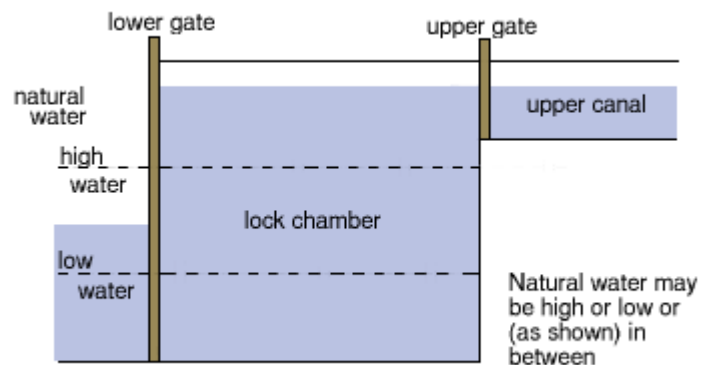 lower gate
upper gate
natural
water
upper canal
high
water
lock chamber
low
water
Natural water may
be high or low or
(as shown) in
between